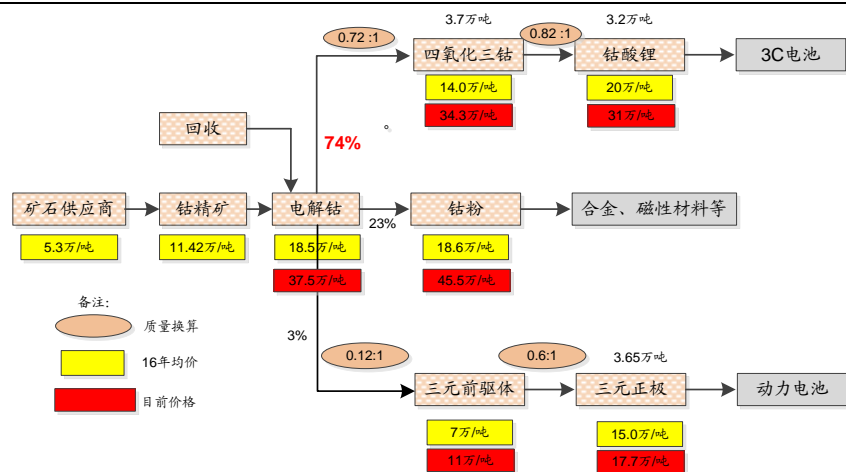 3.7万吨
3.2万吨
0.72 :1
四氧化三钴
0.82 :1
钴酸锂
3C电池
14.0万/吨
20万/吨
34.3万/吨
31万/吨
回收
。
74%
矿石供应商
钴精矿
电解钴
23%
钴粉
合金、磁性材料等
5.3万/吨
11.42万/吨
18.5万/吨
18.6万/吨
37.5万/吨
45.5万/吨
备注:
质量换算
16年均价
目前价格
3%
0.12:1
0.6:1
3.65万吨
三元前驱体
三元正极
动力电池
7万/吨
15.0万/吨
11万/吨
17.7万/吨